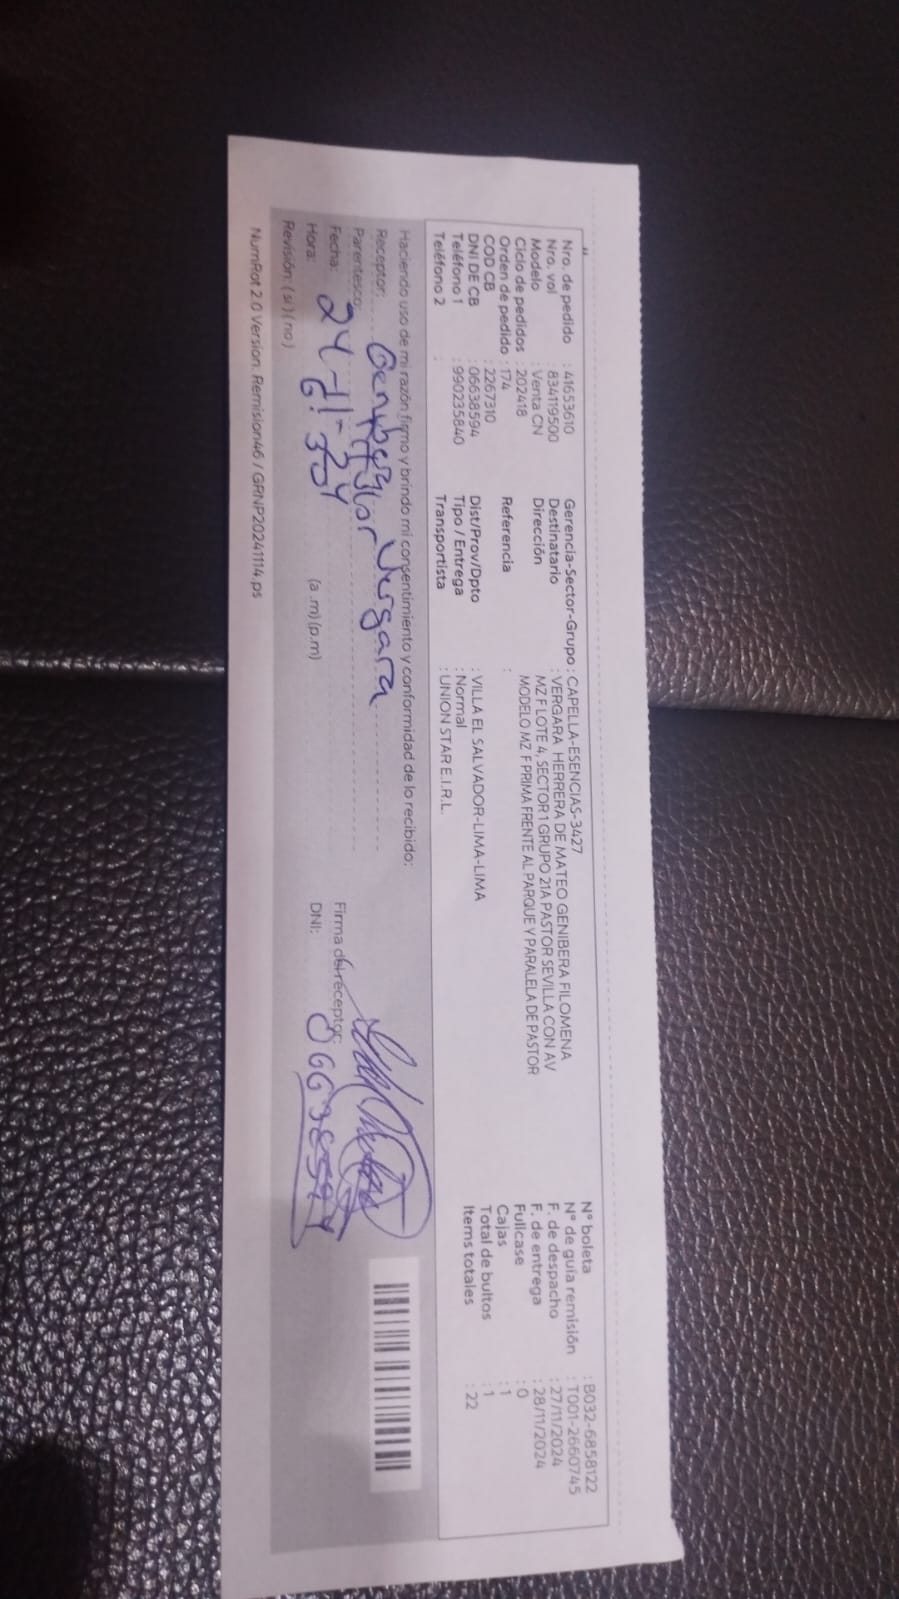 Nro. de pedido : 41653610
Nro. vol : 834119500
Modelo : Venta CN
Ciclo de pedidos : 202418
Orden de pedido : 174
COD CB : 2267310
DNI DE CB : 06638594
Teléfono 1 : 990235840
Teléfono 2 :
Gerencia-Sector-Grupo : CAPELLA-ESENCIAS-3427
Destinatario : VERGARA HERRERA DE MATEO GENIBERA FILOMENA
Dirección : MZ F LOTE 4, SECTOR 1 GRUPO 21A PASTOR SEVILLA CON AV
MODELO MZ F PRIMA FRENTE AL PARQUE Y PARALELA DE PASTOR
Referencia :
Dist/Prov/Dpto : VILLA EL SALVADOR-LIMA-LIMA
Tipo / Entrega : Normal
Transportista : UNION STAR E.I.R.L.
N° boleta : B032-6858122
N° de guía remisión : T001-2660745
F. de despacho : 27/11/2024
F. de entrega : 28/11/2024
Fullcase : 0
Cajas : 1
Total de bultos : 1
Items totales : 22
Haciendo uso de mi razón firmo y brindo mi consentimiento y conformidad de lo recibido:
Receptor: Vergara
Parentesco:
Fecha: 24-11-24
Hora: 6:30 (a.m) (p.m)
Revisión: (si) (no)
Firma del receptor:
DNI: 06638594
NumRot 2.0 Version. Remision46 / GRNP20241114.ps